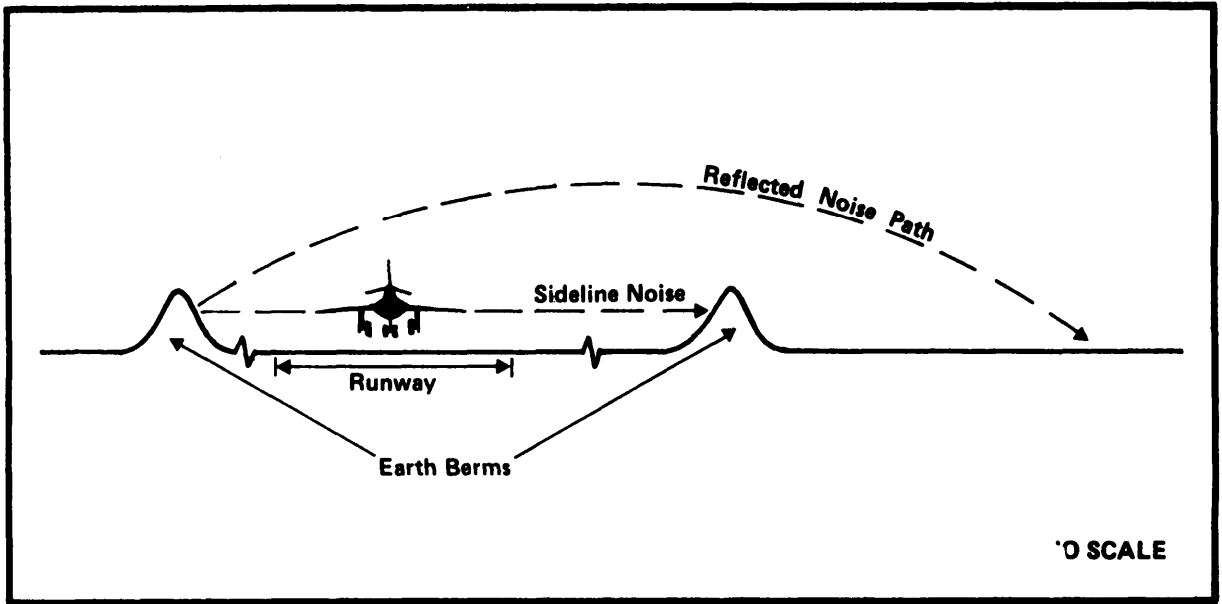 Reflected Noise Path
Sideline Noise
Runway
Earth Berms
SCALE